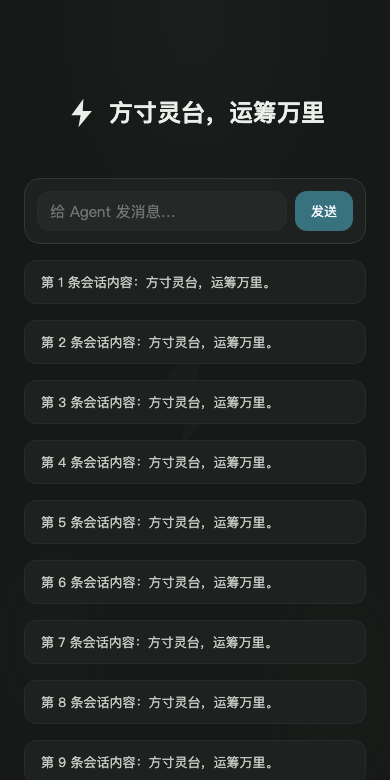 方寸灵台，运筹万里
给 Agent 发消息...
发送
第 1 条会话内容：方寸灵台，运筹万里。
第 2 条会话内容：方寸灵台，运筹万里。
第 3 条会话内容：方寸灵台，运筹万里。
第 4 条会话内容：方寸灵台，运筹万里。
第 5 条会话内容：方寸灵台，运筹万里。
第 6 条会话内容：方寸灵台，运筹万里。
第 7 条会话内容：方寸灵台，运筹万里。
第 8 条会话内容：方寸灵台，运筹万里。
第 9 条会话内容：方寸灵台，运筹万里。